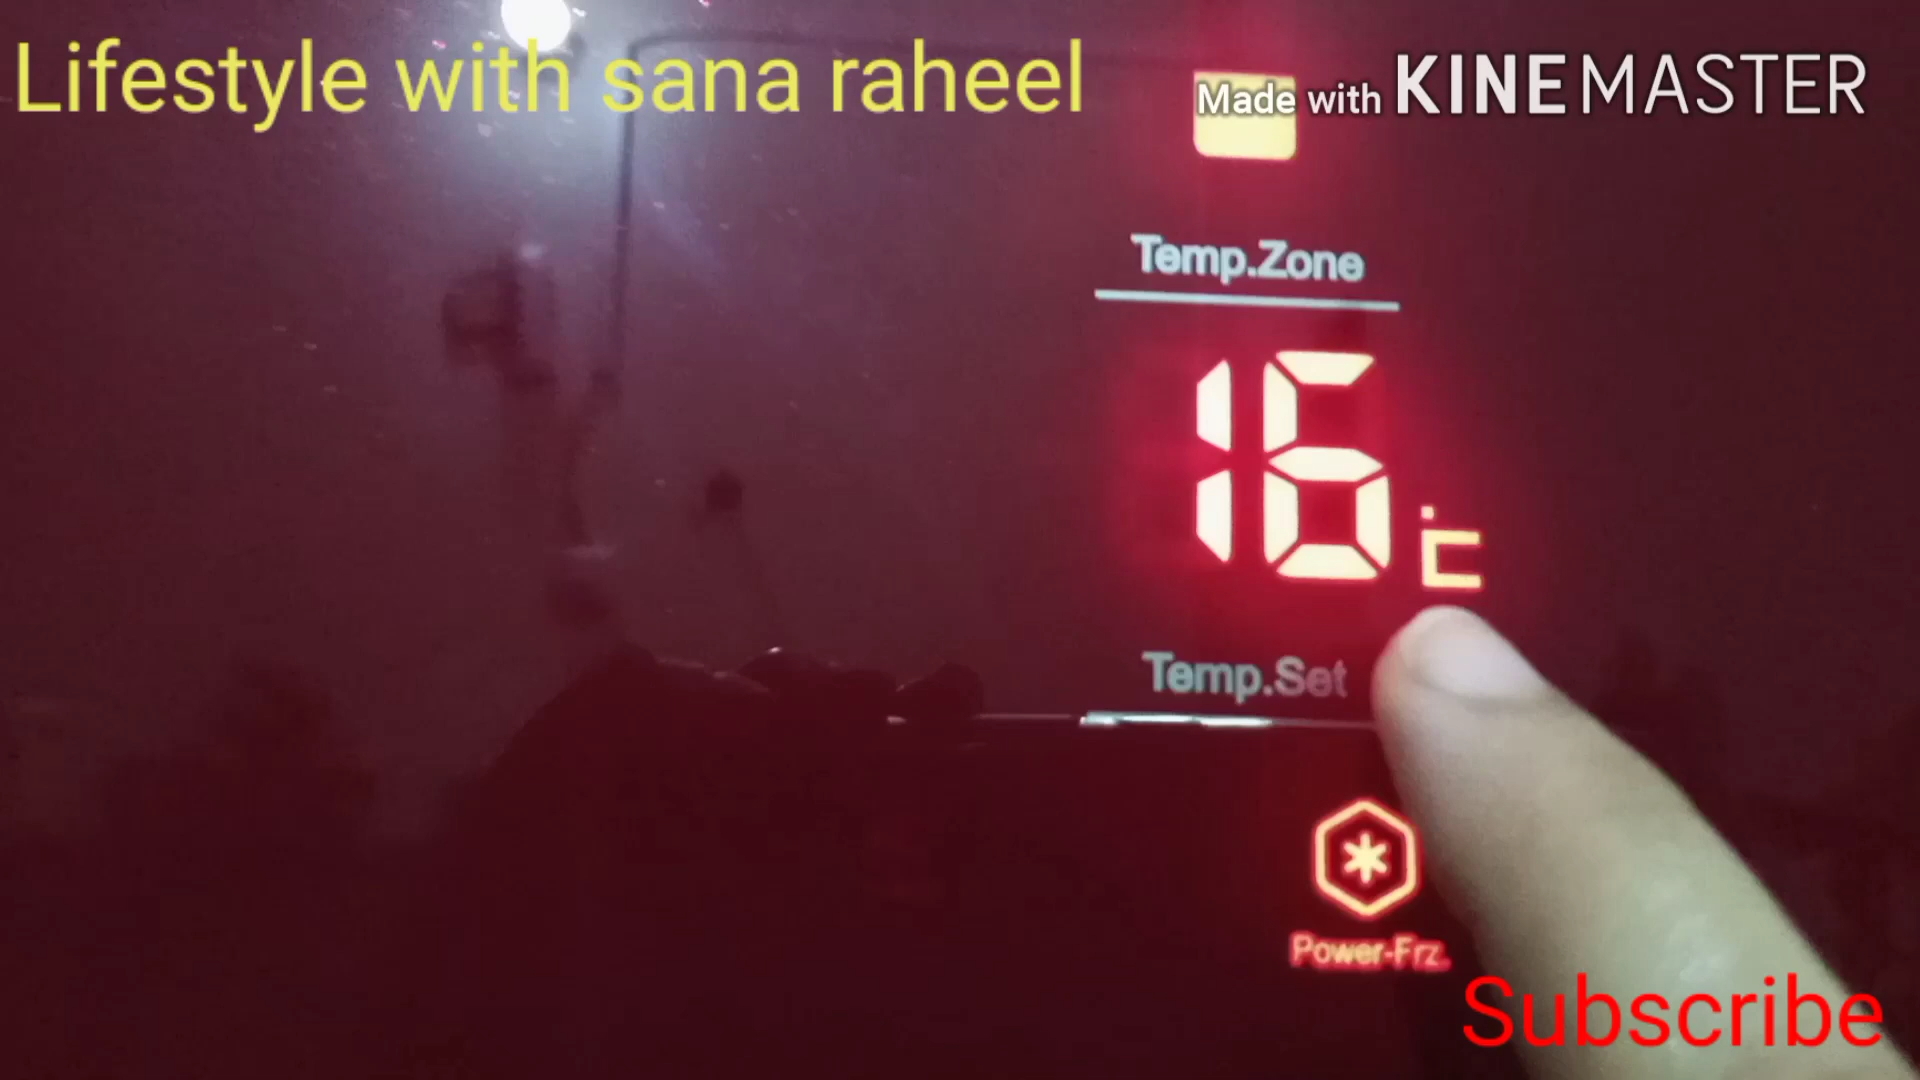 Lifestyle with sana raheel
Made with KINEMASTER
Temp.Zone
16
°C
Temp.Set
Power-Frz.
Subscribe